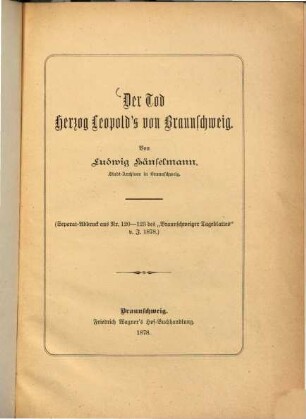 Der Tod
Herzog Leopold's von Braunschweig.
Von
Ludwig Hänselmann,
Stadt-Archivar in Braunschweig.
(Separat-Abdruck aus Nr. 120—125 des „Braunschweiger Tageblattes"
v. J. 1878.)
Braunschweig.
Friedrich Wagner's Hof-Buchhandlung.
1878.